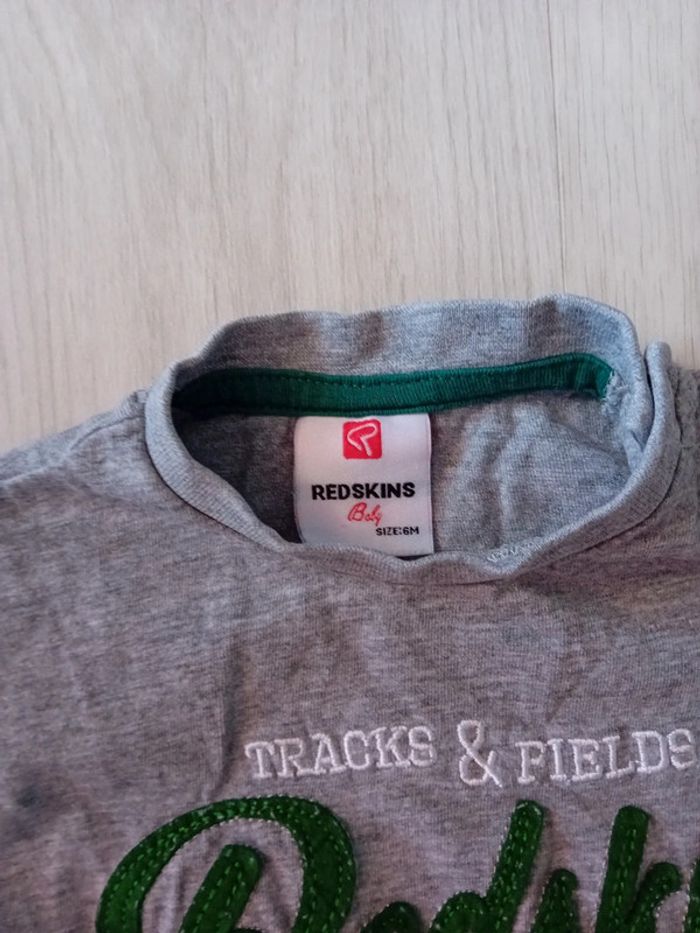 REDSKINS
Baby
SIZE:6M
TRACKS & FIELDS